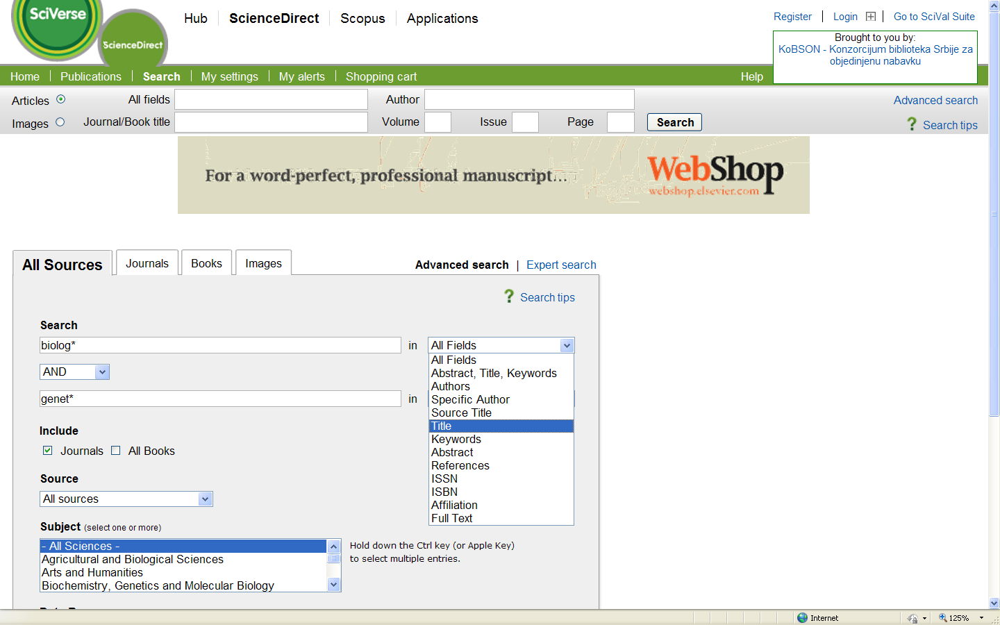 SciVerse
ScienceDirect
Hub ScienceDirect Scopus Applications
Register Login Go to SciVal Suite
Brought to you by:
KoBSON - Konzorcijum biblioteka Srbije za
objedinjenu nabavku
Home Publications Search My settings My alerts Shopping cart Help
Articles All fields Author Advanced search
Images Journal/Book title Volume Issue Page Search Search tips
For a word-perfect, professional manuscript...
WebShop
webshop.elsevier.com
All Sources Journals Books Images Advanced search | Expert search
Search tips
Search
biolog* in All Fields
AND
genet* in
All Fields
Abstract, Title, Keywords
Authors
Specific Author
Source Title
Title
Keywords
Abstract
References
ISSN
ISBN
Affiliation
Full Text
Include
Journals All Books
Source
All sources
Subject (select one or more)
- All Sciences -
Agricultural and Biological Sciences
Arts and Humanities
Biochemistry, Genetics and Molecular Biology
Hold down the Ctrl key (or Apple Key)
to select multiple entries.
Internet 125%